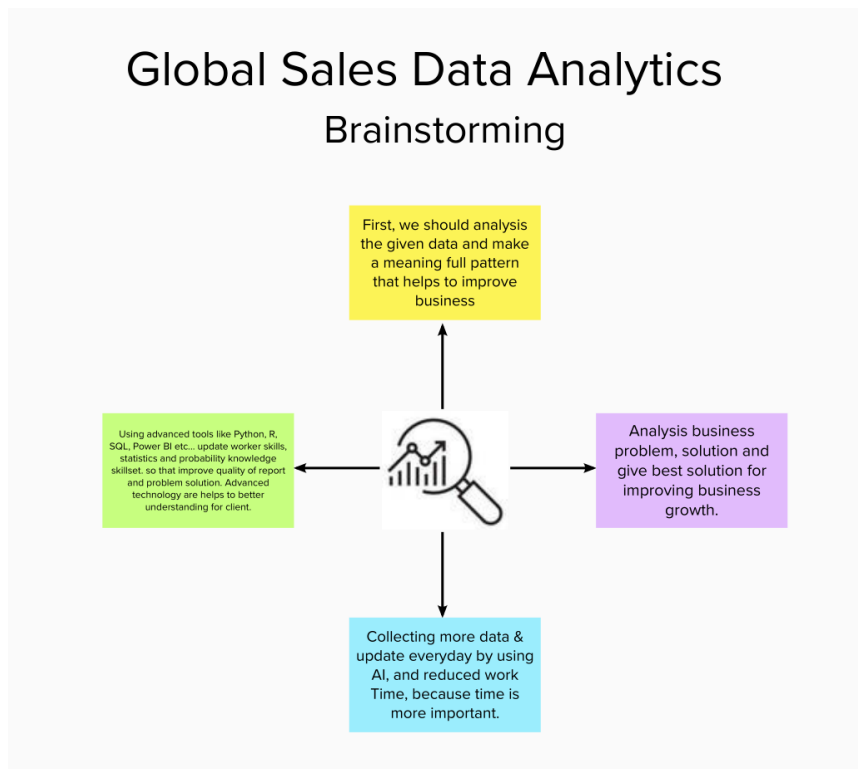 Global Sales Data Analytics
Brainstorming
First, we should analysis
the given data and make
a meaning full pattern
that helps to improve
business
Using advanced tools like Python, R,
SQL, Power BI etc... update worker skills,
statistics and probability knowledge
skillset. so that improve quality of report
and problem solution. Advanced
technology are helps to better
understanding for client.
Analysis business
problem, solution and
give best solution for
improving business
growth.
Collecting more data &
update everyday by using
AI, and reduced work
Time, because time is
more important.